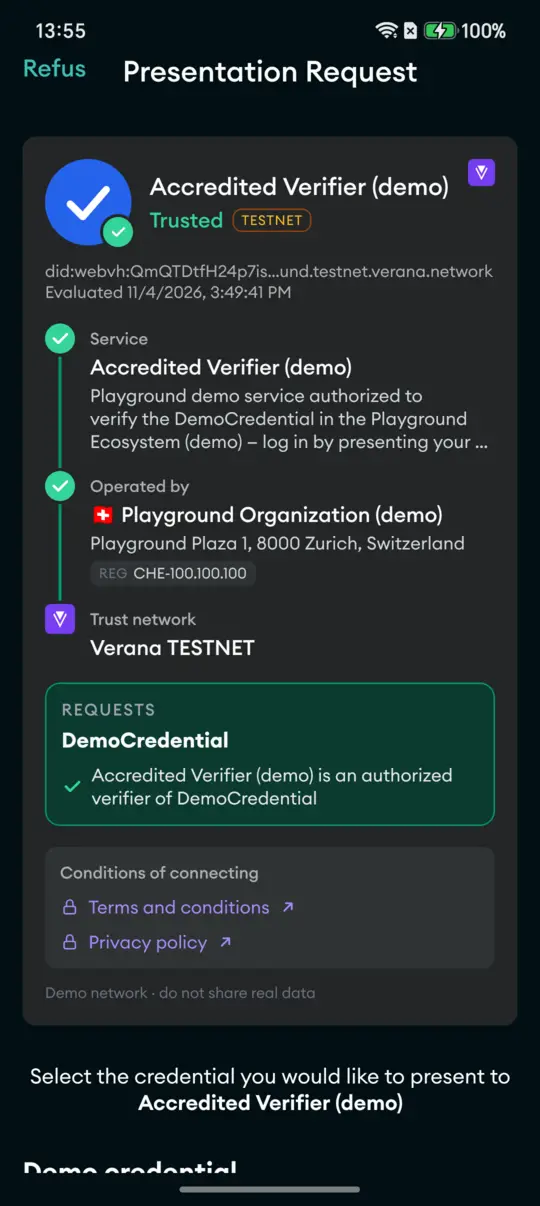 13:55
100%
Refus
Presentation Request
Accredited Verifier (demo)
Trusted
TESTNET
did:webvh:QmQTDtfH24p7is...und.testnet.verana.network
Evaluated 11/4/2026, 3:49:41 PM
Service
Accredited Verifier (demo)
Playground demo service authorized to
verify the DemoCredential in the Playground
Ecosystem (demo) – log in by presenting your ...
Operated by
🇨🇭 Playground Organization (demo)
Playground Plaza 1, 8000 Zurich, Switzerland
REG CHE-100.100.100
Trust network
Verana TESTNET
REQUESTS
DemoCredential
Accredited Verifier (demo) is an authorized
verifier of DemoCredential
Conditions of connecting
Terms and conditions ↗
Privacy policy ↗
Demo network · do not share real data
Select the credential you would like to present to
Accredited Verifier (demo)
Demo credential